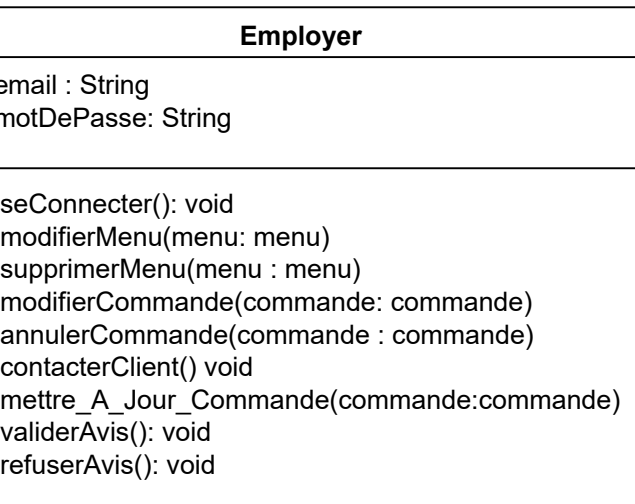 Employer
email : String
motDePasse: String
seConnecter(): void
modifierMenu(menu: menu)
supprimerMenu(menu : menu)
modifierCommande(commande: commande)
annulerCommande(commande : commande)
contacterClient() void
mettre_A_Jour_Commande(commande:commande)
validerAvis(): void
refuserAvis(): void